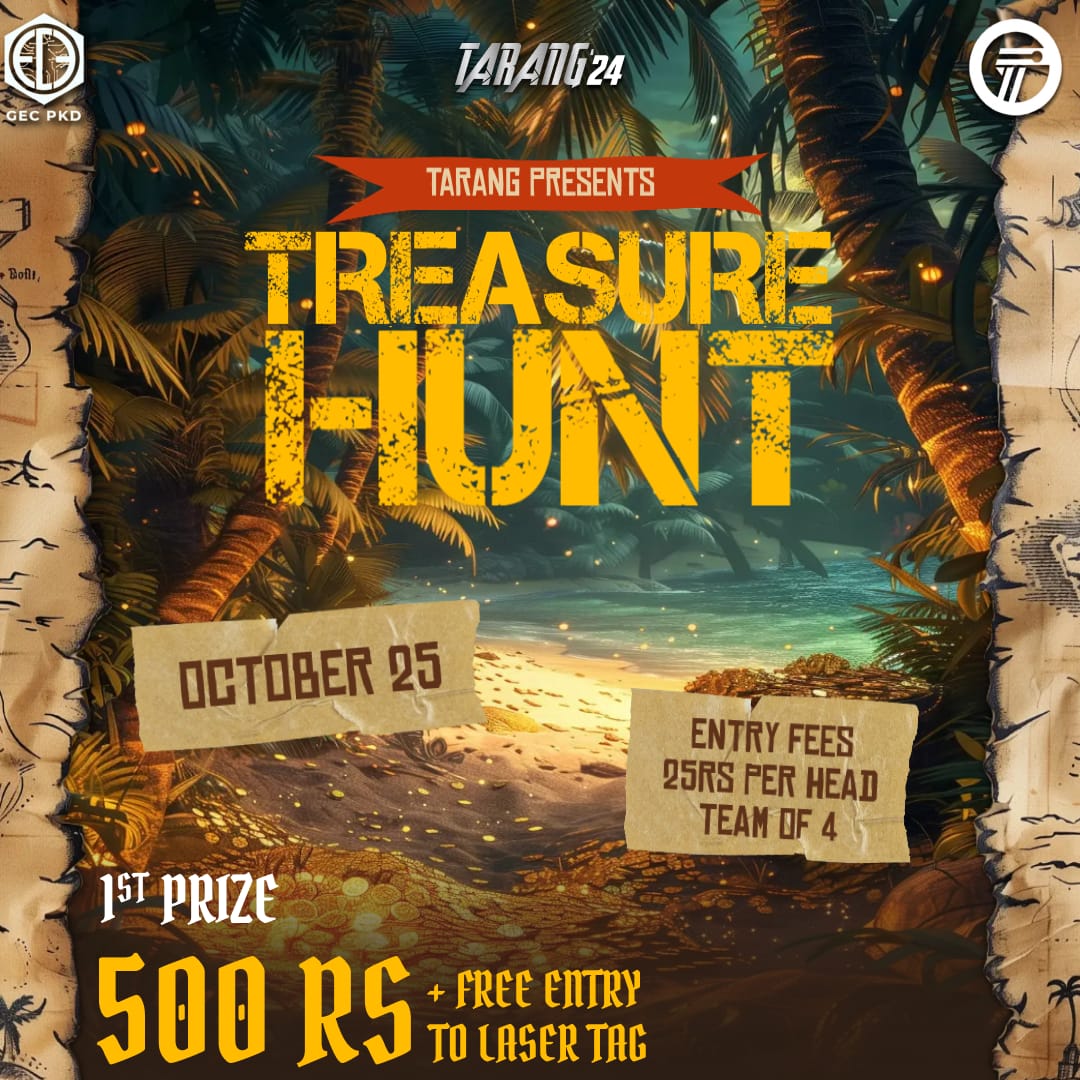 GEC PKD
TARANG'24
TARANG PRESENTS
TREASURE
HUNT
OCTOBER 25
ENTRY FEES
25RS PER HEAD
TEAM OF 4
1ST PRIZE
500 RS
+ FREE ENTRY
TO LASER TAG